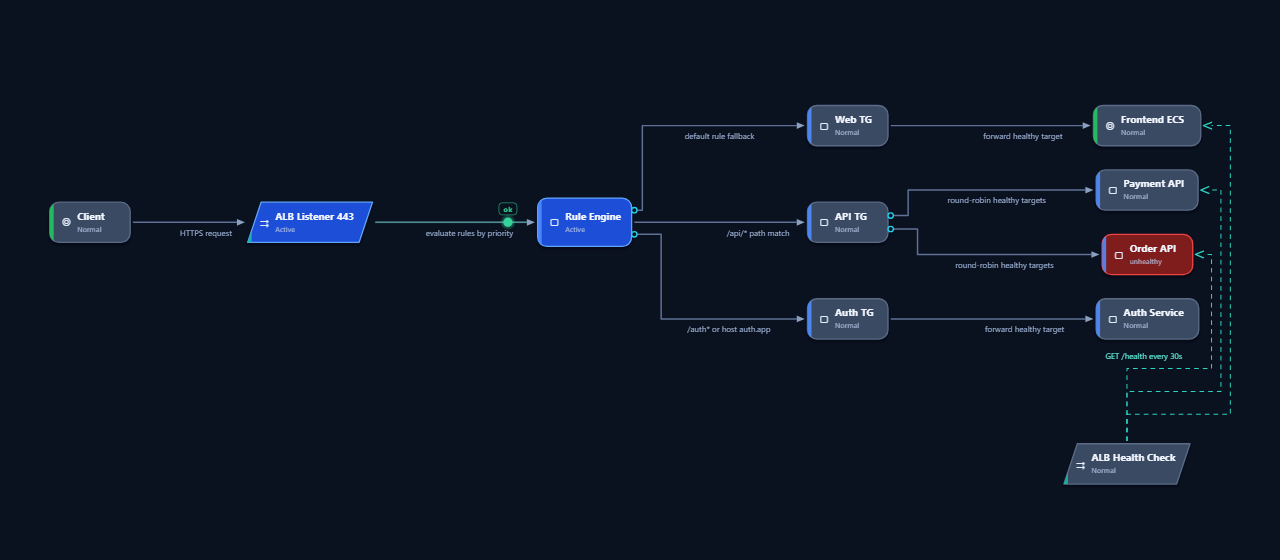 Client
Normal
HTTPS request
ALB Listener 443
Active
ok
evaluate rules by priority
Rule Engine
Active
default rule fallback
/api/* path match
/auth* or host auth.app
Web TG
Normal
API TG
Normal
Auth TG
Normal
forward healthy target
round-robin healthy targets
round-robin healthy targets
forward healthy target
Frontend ECS
Normal
Payment API
Normal
Order API
unhealthy
Auth Service
Normal
GET /health every 30s
ALB Health Check
Normal